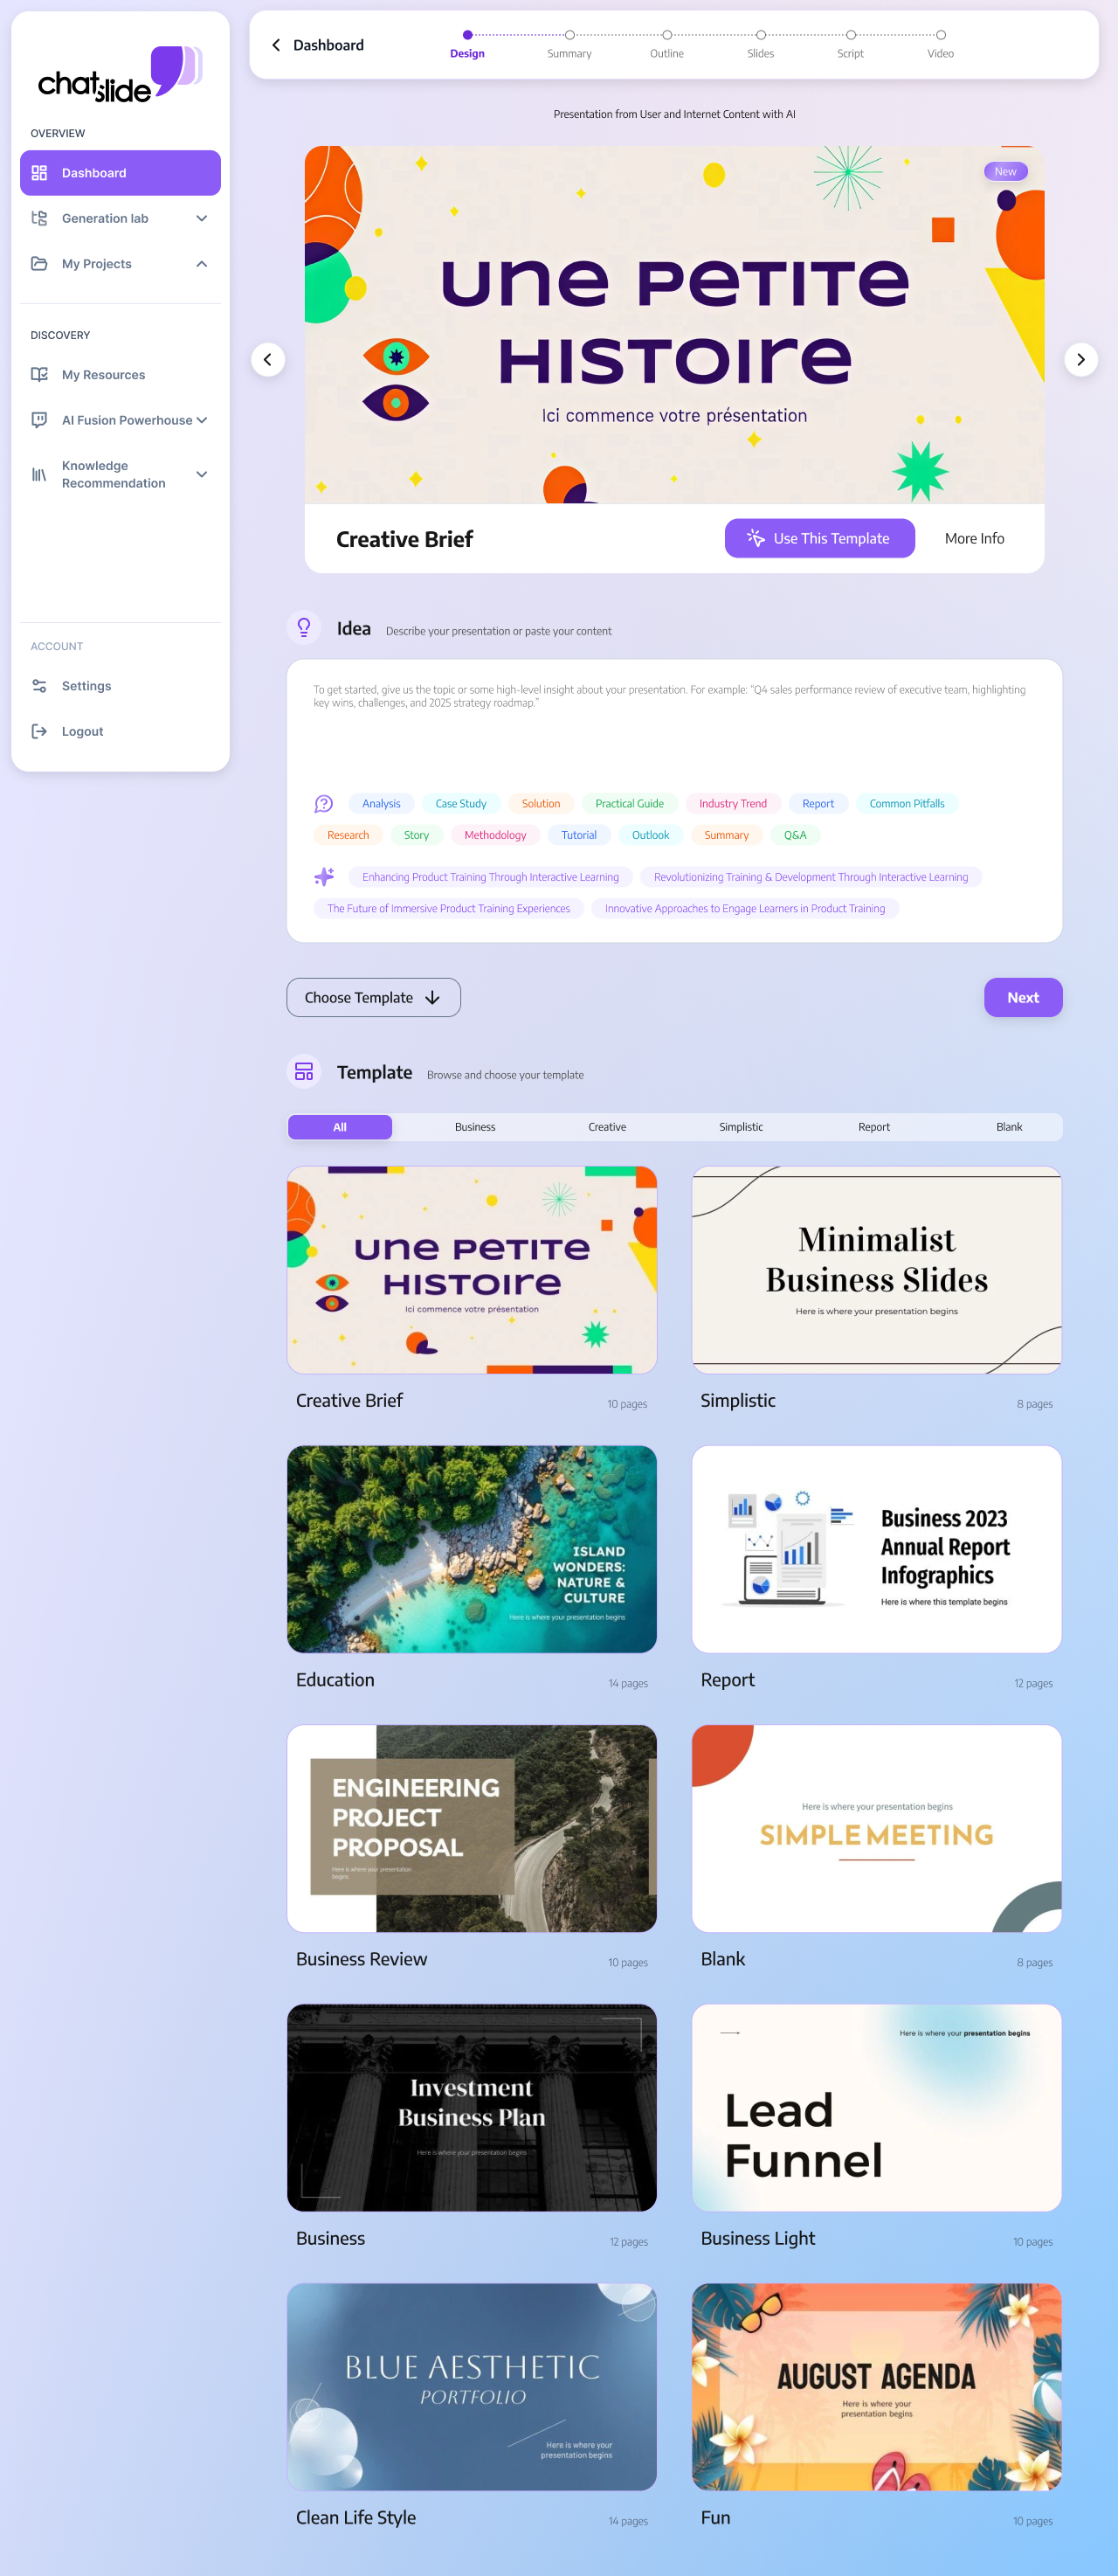 chatslide
OVERVIEW
Dashboard
Generation lab
My Projects
DISCOVERY
My Resources
AI Fusion Powerhouse
Knowledge
Recommendation
ACCOUNT
Settings
Logout
Dashboard
Design
Summary
Outline
Slides
Script
Video
Presentation from User and Internet Content with AI
New
une petite
histoire
Ici commence votre présentation
Creative Brief
Use This Template
More Info
Idea
Describe your presentation or paste your content
To get started, give us the topic or some high-level insight about your presentation. For example: "Q4 sales performance review of executive team, highlighting
key wins, challenges, and 2025 strategy roadmap."
Analysis
Case Study
Solution
Practical Guide
Industry Trend
Report
Common Pitfalls
Research
Story
Methodology
Tutorial
Outlook
Summary
Q&A
Enhancing Product Training Through Interactive Learning
Revolutionizing Training & Development Through Interactive Learning
The Future of Immersive Product Training Experiences
Innovative Approaches to Engage Learners in Product Training
Choose Template
Next
Template
Browse and choose your template
All
Business
Creative
Simplistic
Report
Blank
une petite
histoire
Ici commence votre présentation
Creative Brief
10 pages
Minimalist
Business Slides
Here is where your presentation begins
Simplistic
8 pages
ISLAND
WONDERS:
NATURE &
CULTURE
Here is where your presentation begins
Education
14 pages
Business 2023
Annual Report
Infographics
Here is where this template begins
Report
12 pages
ENGINEERING
PROJECT
PROPOSAL
Here is where your presentation
begins
Business Review
10 pages
Here is where your presentation begins
SIMPLE MEETING
Blank
8 pages
Investment
Business Plan
Here is where your presentation begins
Business
12 pages
Here is where your presentation begins
Lead
Funnel
Business Light
10 pages
BLUE AESTHETIC
PORTFOLIO
Here is where your
presentation begins
Clean Life Style
14 pages
AUGUST AGENDA
Here is where your
presentation begins
Fun
10 pages